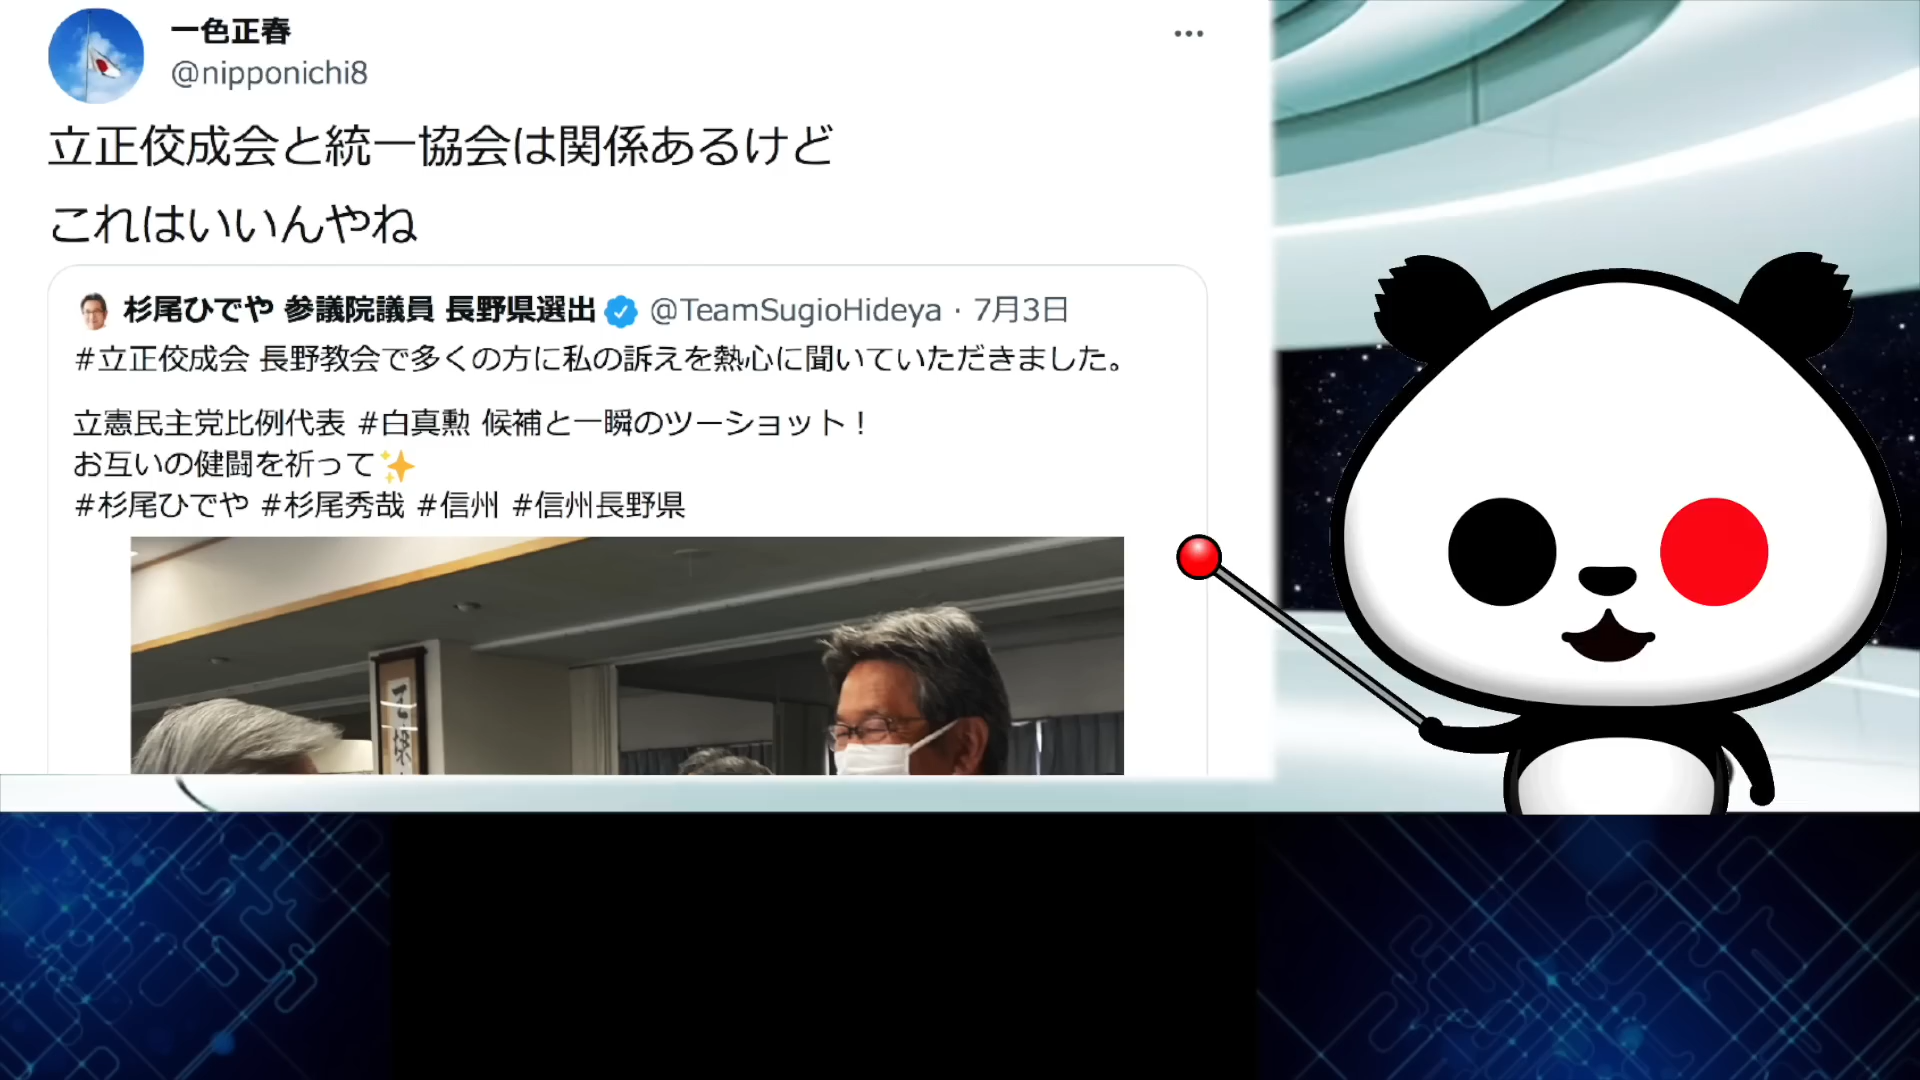 一色正春
@nipponichi8
立正佼成会と統一協会は関係あるけど
これはいいんやね
杉尾ひでや 参議院議員 長野県選出 @TeamSugioHideya · 7月3日
#立正佼成会 長野教会で多くの方に私の訴えを熱心に聞いていただきました。
立憲民主党比例代表 #白真勲 候補と一瞬のツーショット！
お互いの健闘を祈って✨
#杉尾ひでや #杉尾秀哉 #信州 #信州長野県